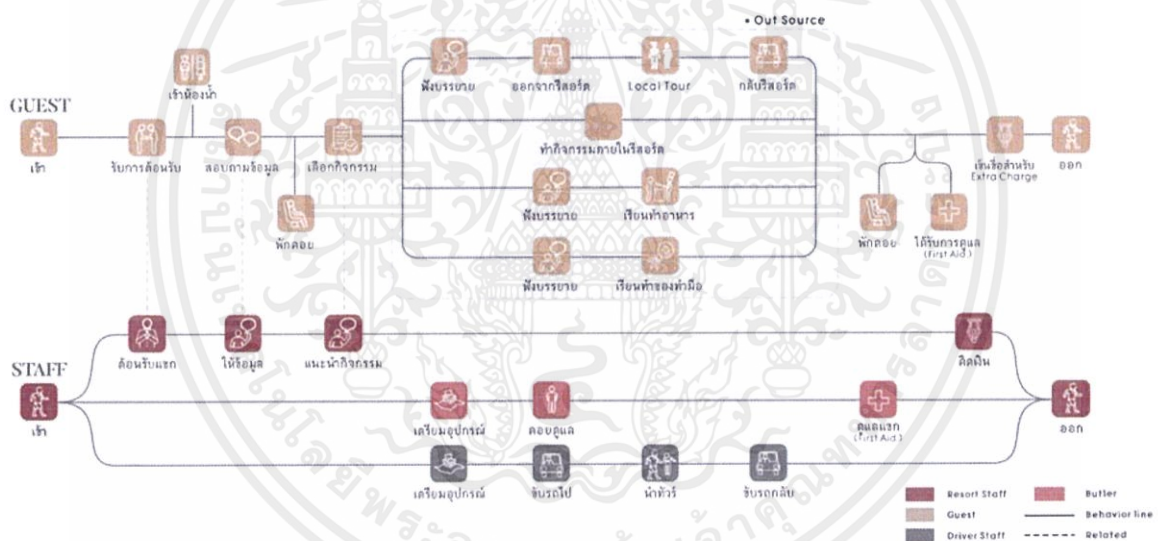 • Out Source
ฟังบรรยาย
ออกจากรีสอร์ต
Local Tour
กลับรีสอร์ต
เข้าห้องน้ำ
GUEST
เข้า
รับการต้อนรับ
สอบถามข้อมูล
เลือกกิจกรรม
พักคอย
ทำกิจกรรมภายในรีสอร์ต
ฟังบรรยาย
เรียนทำอาหาร
ฟังบรรยาย
เรียนทำของทำมือ
พักคอย
ได้รับการดูแล
(First Aid.)
เซ็นชื่อสำหรับ
Extra Charge
ออก
STAFF
เข้า
ต้อนรับแขก
ให้ข้อมูล
แนะนำกิจกรรม
คิดเงิน
เตรียมอุปกรณ์
คอยดูแล
ดูแลแขก
(First Aid.)
ออก
เตรียมอุปกรณ์
ขับรถไป
นำทัวร์
ขับรถกลับ
Resort Staff
Butler
Guest
Behavior line
Driver Staff
Related